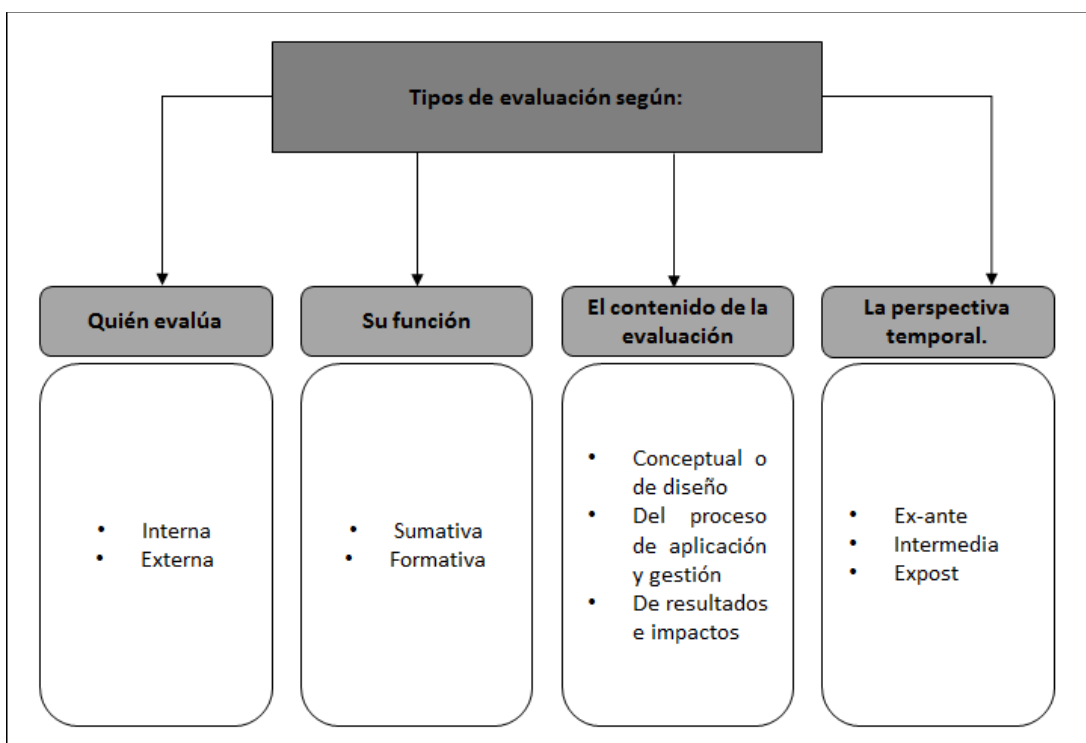 Tipos de evaluación según:
Quién evalúa
• Interna
• Externa
Su función
• Sumativa
• Formativa
El contenido de la
evaluación
• Conceptual o
de diseño
• Del proceso
de aplicación
y gestión
• De resultados
e impactos
La perspectiva
temporal.
• Ex-ante
• Intermedia
• Expost